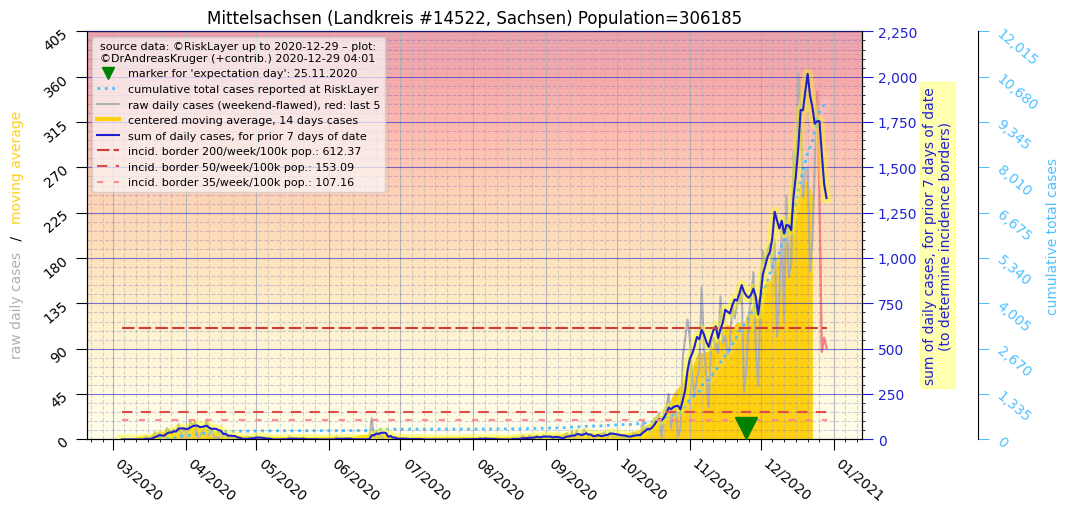 Mittelsachsen (Landkreis #14522, Sachsen) Population=306185
source data: ©RiskLayer up to 2020-12-29 – plot:
©DrAndreasKruger (+contrib.) 2020-12-29 04:01
marker for 'expectation day': 25.11.2020
cumulative total cases reported at RiskLayer
raw daily cases (weekend-flawed), red: last 5
centered moving average, 14 days cases
sum of daily cases, for prior 7 days of date
incid. border 200/week/100k pop.: 612.37
incid. border 50/week/100k pop.: 153.09
incid. border 35/week/100k pop.: 107.16
raw daily cases / moving average
405
360
315
270
225
180
135
90
45
0
03/2020
04/2020
05/2020
06/2020
07/2020
08/2020
09/2020
10/2020
11/2020
12/2020
01/2021
2,250
2,000
1,750
1,500
1,250
1,000
750
500
250
0
sum of daily cases, for prior 7 days of date
(to determine incidence borders)
12,015
10,680
9,345
8,010
6,675
5,340
4,005
2,670
1,335
0
cumulative total cases